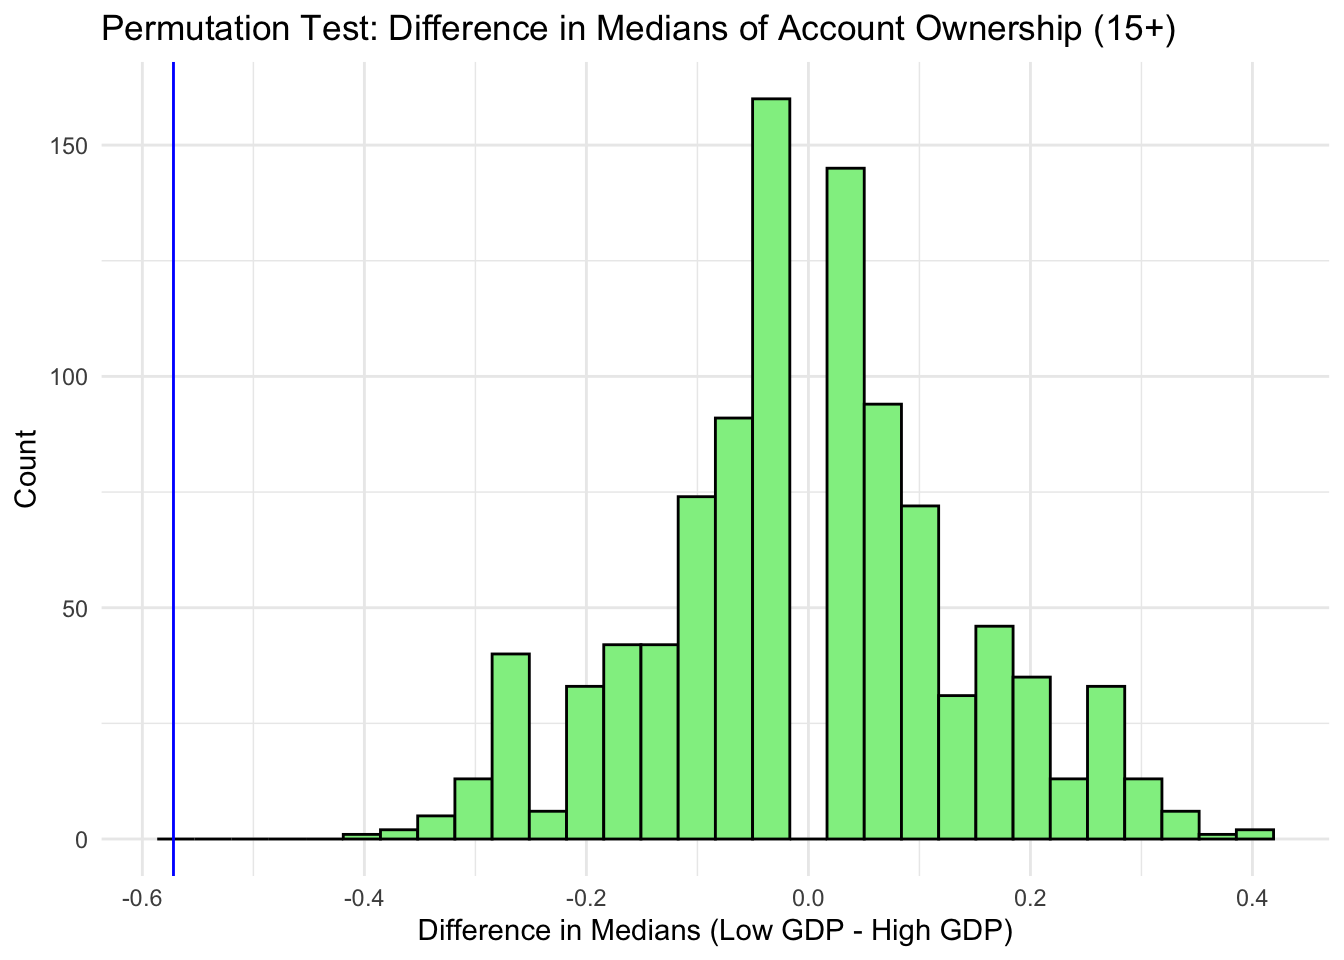 Permutation Test: Difference in Medians of Account Ownership (15+)
150
100
50
0
Count
-0.6 -0.4 -0.2 0.0 0.2 0.4
Difference in Medians (Low GDP - High GDP)